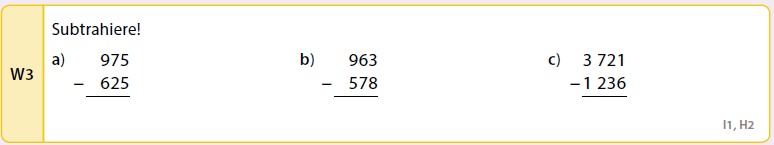 Subtrahiere!
a) 975 b) 963 c) 3 721
W3
– 625 – 578 – 1 236
I1, H2